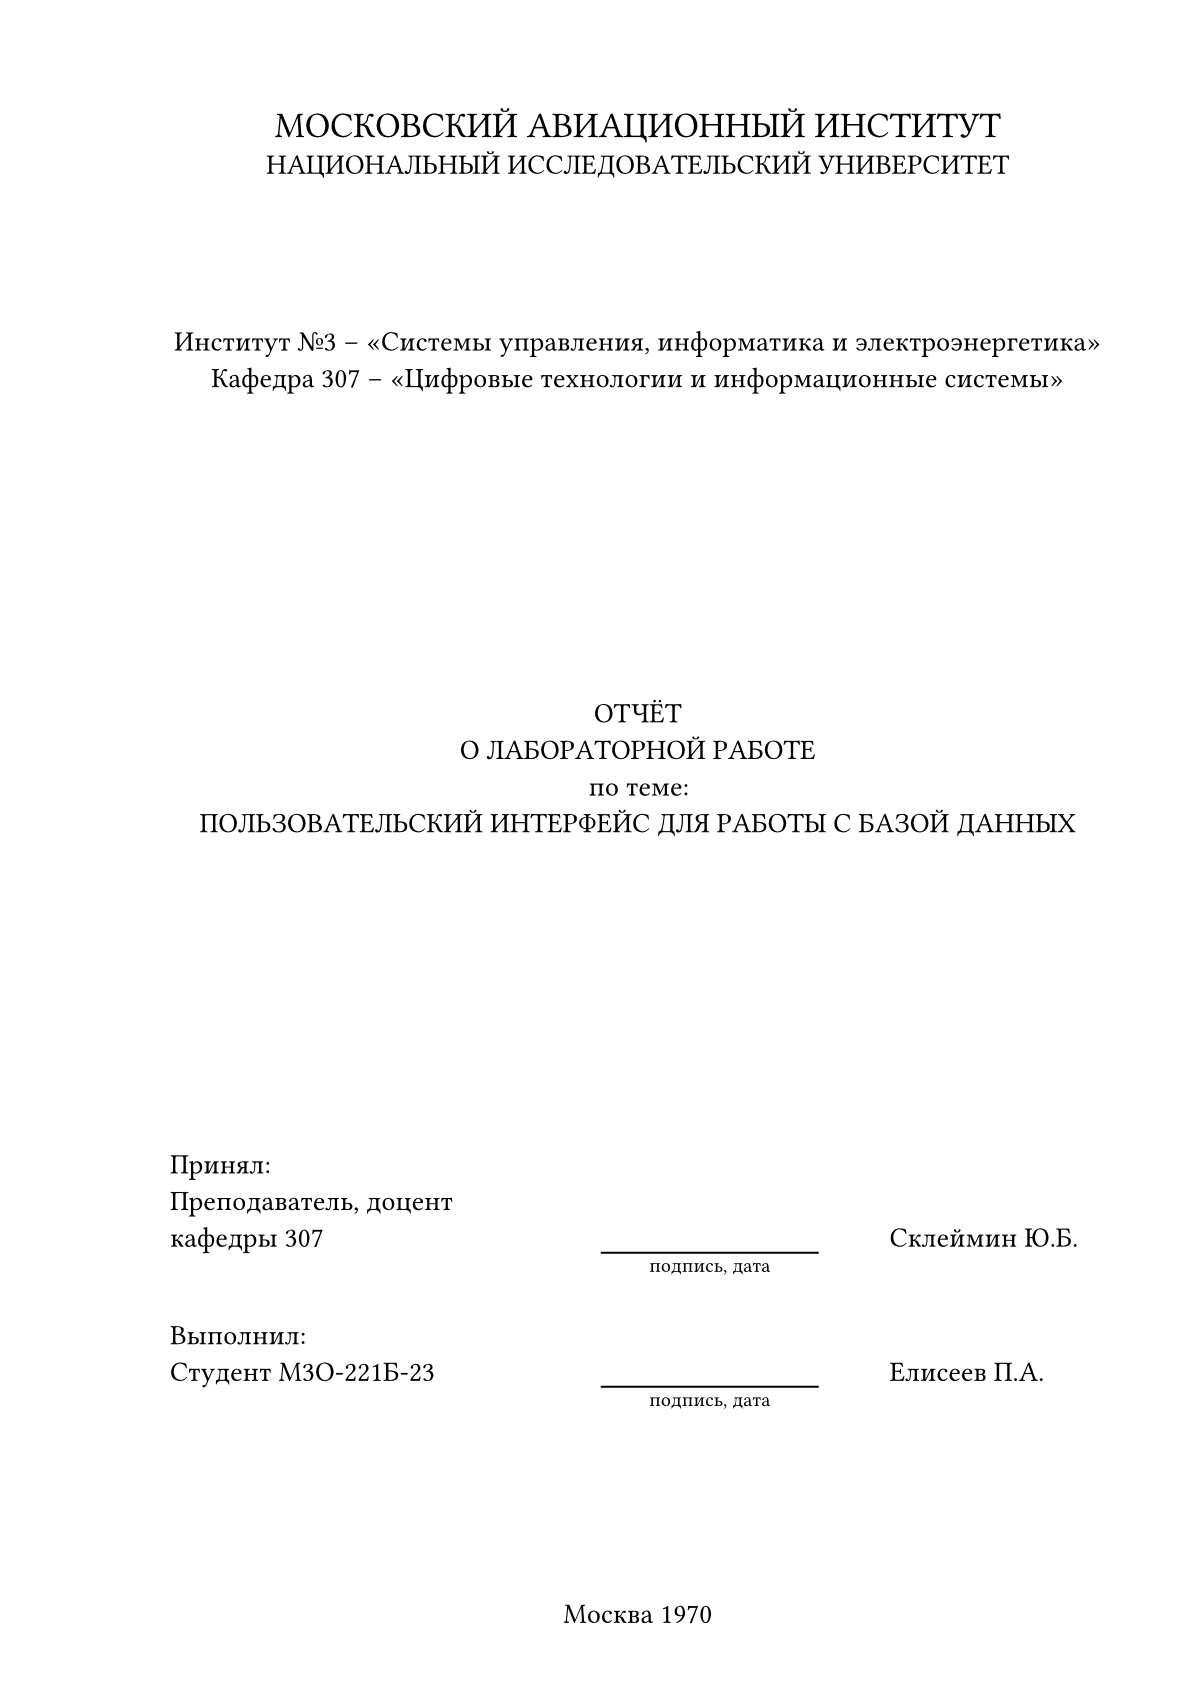 МОСКОВСКИЙ АВИАЦИОННЫЙ ИНСТИТУТ
НАЦИОНАЛЬНЫЙ ИССЛЕДОВАТЕЛЬСКИЙ УНИВЕРСИТЕТ
Институт №3 – «Системы управления, информатика и электроэнергетика»
Кафедра 307 – «Цифровые технологии и информационные системы»
ОТЧЁТ
О ЛАБОРАТОРНОЙ РАБОТЕ
по теме:
ПОЛЬЗОВАТЕЛЬСКИЙ ИНТЕРФЕЙС ДЛЯ РАБОТЫ С БАЗОЙ ДАННЫХ
Принял:
Преподаватель, доцент
кафедры 307 Склеймин Ю.Б.
подпись, дата
Выполнил:
Студент М3О-221Б-23 Елисеев П.А.
подпись, дата
Москва 1970